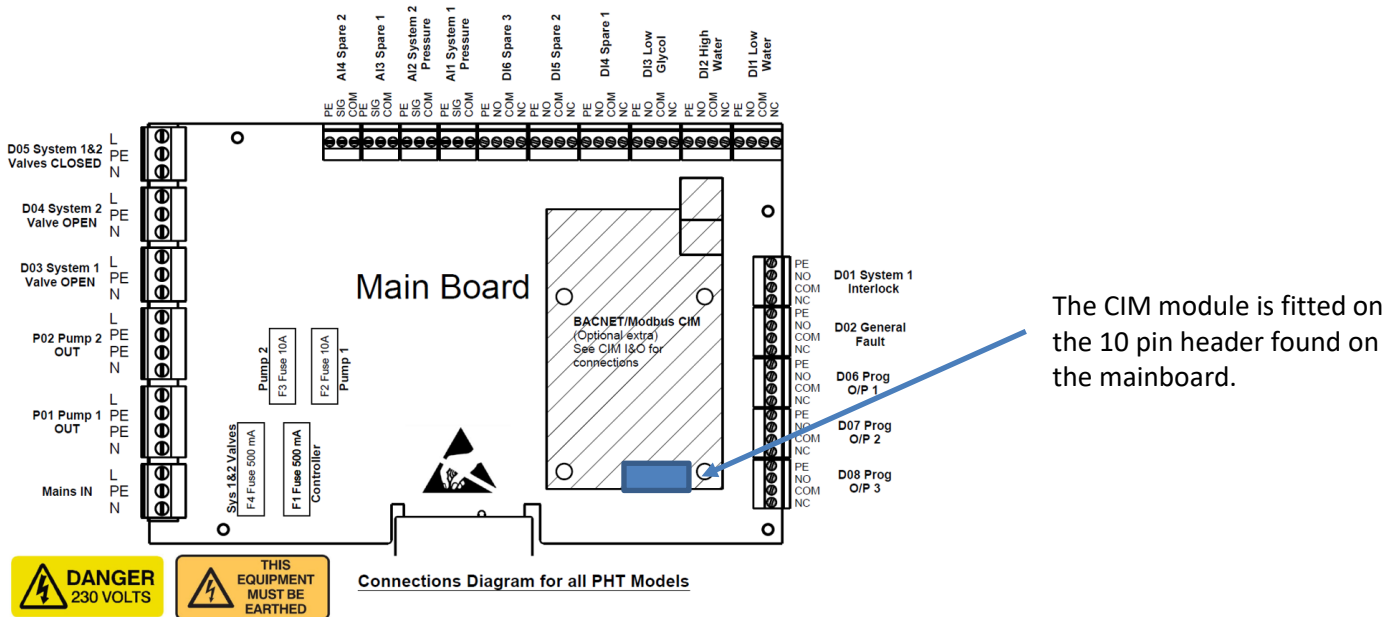 AI4 Spare 2
AI3 Spare 1
AI2 System 2
Pressure
AI1 System 1
Pressure
DI6 Spare 3
DI5 Spare 2
DI4 Spare 1
DI3 Low
Glycol
DI2 High
Water
DI1 Low
Water
PE SIG COM PE SIG COM PE SIG COM PE SIG COM PE NO COM NC PE NO COM NC PE NO COM NC PE NO COM NC PE NO COM NC PE NO COM NC
D05 System 1&2
Valves CLOSED
L
PE
N
D04 System 2
Valve OPEN
L
PE
N
D03 System 1
Valve OPEN
L
PE
N
P02 Pump 2
OUT
L
PE
PE
N
P01 Pump 1
OUT
L
PE
PE
N
Mains IN
L
PE
N
Main Board
Pump 2
F3 Fuse 10A
F2 Fuse 10A
Pump 1
Sys 1&2 Valves
F4 Fuse 500 mA
F1 Fuse 500 mA
Controller
BACNET/Modbus CIM
(Optional extra)
See CIM I&O for
connections
PE
NO
COM
NC
D01 System 1
Interlock
PE
NO
COM
NC
D02 General
Fault
PE
NO
COM
NC
D06 Prog
O/P 1
PE
NO
COM
NC
D07 Prog
O/P 2
PE
NO
COM
NC
D08 Prog
O/P 3
The CIM module is fitted on
the 10 pin header found on
the mainboard.
DANGER
230 VOLTS
THIS
EQUIPMENT
MUST BE
EARTHED
Connections Diagram for all PHT Models